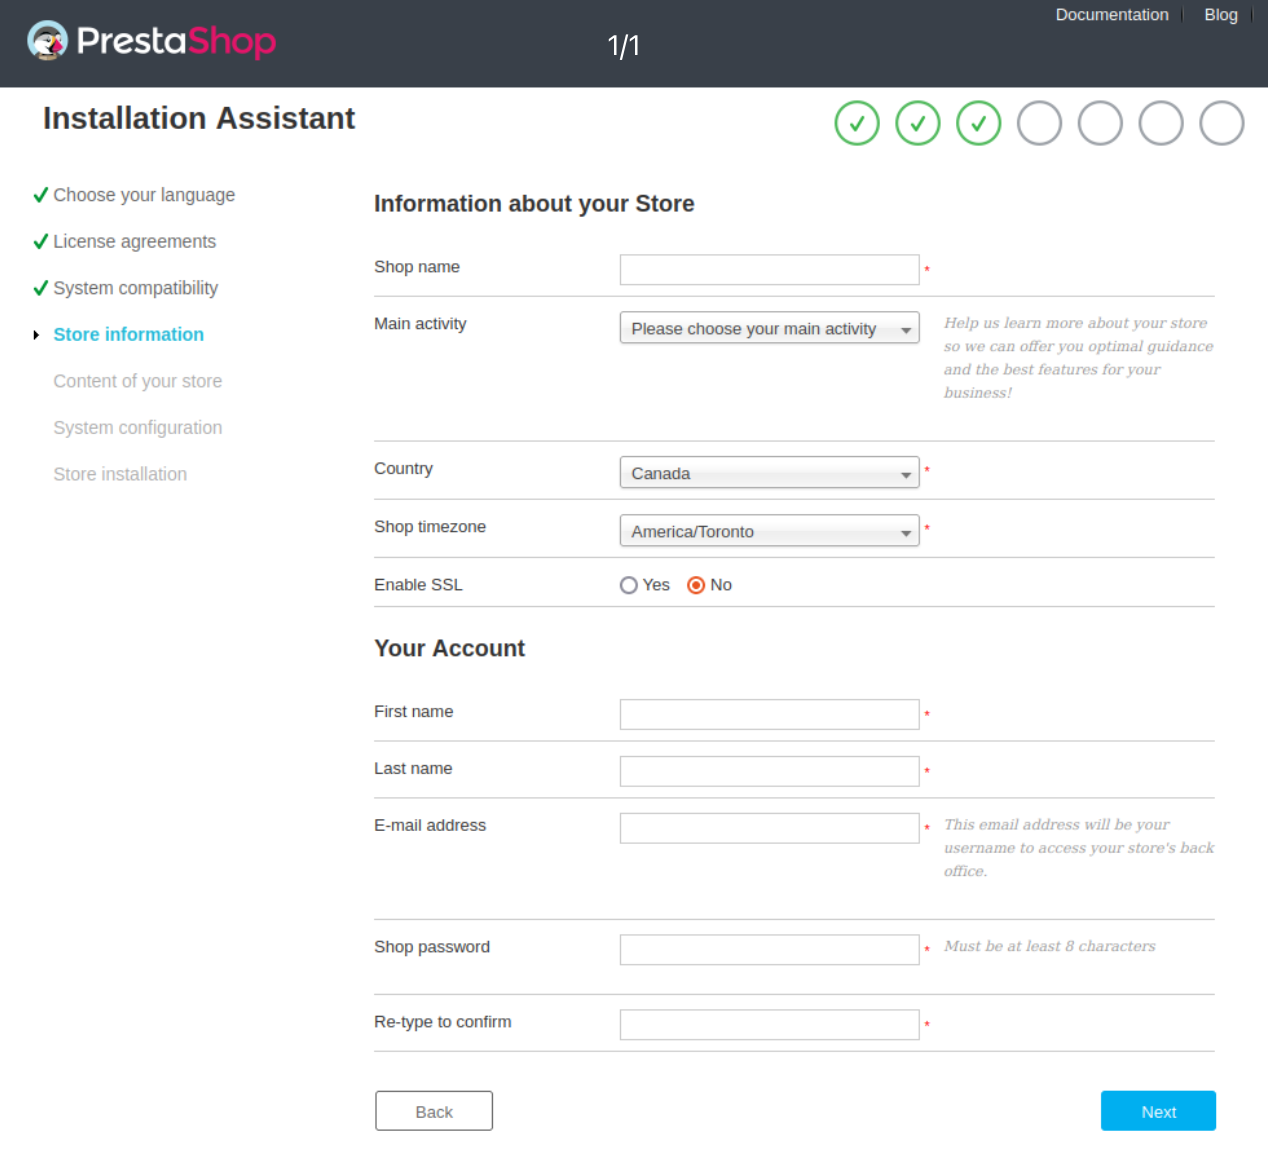 Documentation
Blog
PrestaShop
1/1
Installation Assistant
Choose your language
License agreements
System compatibility
Store information
Content of your store
System configuration
Store installation
Information about your Store
Shop name *
Main activity Please choose your main activity
Help us learn more about your store
so we can offer you optimal guidance
and the best features for your
business!
Country Canada *
Shop timezone America/Toronto *
Enable SSL Yes No
Your Account
First name *
Last name *
E-mail address *
This email address will be your
username to access your store's back
office.
Shop password * Must be at least 8 characters
Re-type to confirm *
Back
Next